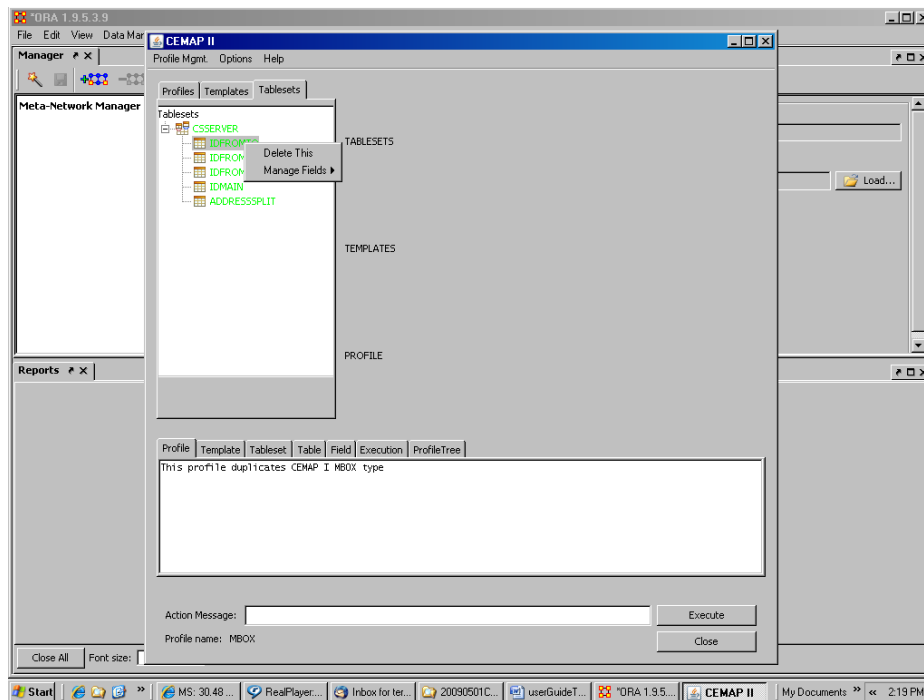 *ORA 1.9.5.3.9
File Edit View Data Mar
Manager
Meta-Network Manager
CEMAP II
Profile Mgmt. Options Help
Profiles Templates Tablesets
Tablesets
CSSERVER
Delete This
Manage Fields
IDMAIN
ADDRESSSPLIT
TABLESETS
TEMPLATES
PROFILE
Load...
Reports
Profile Template Tableset Table Field Execution ProfileTree
This profile duplicates CEMAP I MBOX type
Action Message:
Execute
Profile name: MBOX
Close
Close All Font size:
Start » MS: 30.48 ... RealPlayer:... Inbox for ter... 20090501C... userGuideT... *ORA 1.9.5.... CEMAP II My Documents » « 2:19 PM